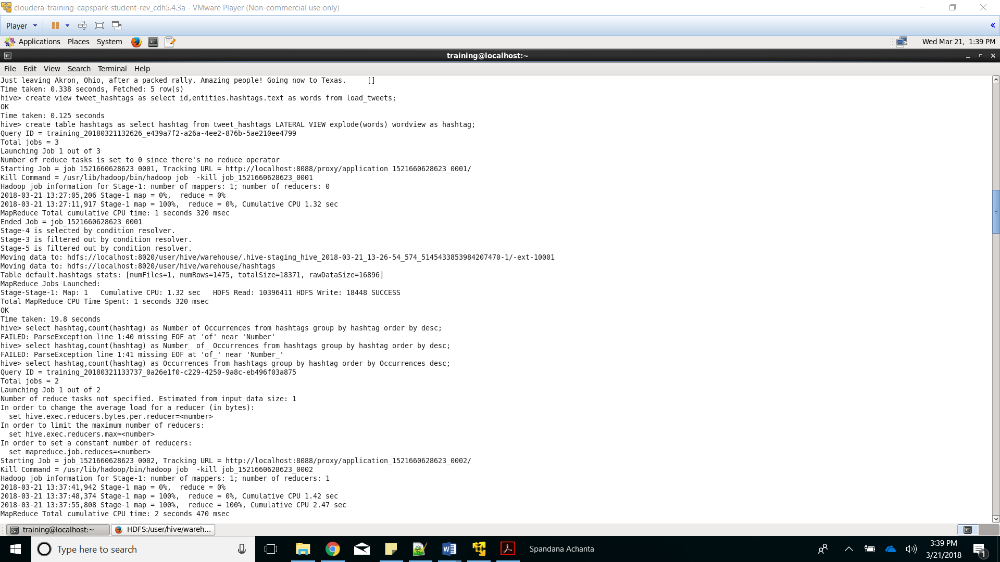 cloudera-training-capspark-student-rev_cdh5.4.3a - VMware Player (Non-commercial use only)
Player
Applications Places System Wed Mar 21, 1:39 PM
training@localhost:~
File Edit View Search Terminal Help
Just leaving Akron, Ohio, after a packed rally. Amazing people! Going now to Texas.     []
Time taken: 0.338 seconds, Fetched: 5 row(s)
hive> create view tweet_hashtags as select id,entities.hashtags.text as words from load_tweets;
OK
Time taken: 0.125 seconds
hive> create table hashtags as select hashtag from tweet_hashtags LATERAL VIEW explode(words) wordview as hashtag;
Query ID = training_20180321132626_e439a7f2-a26a-4ee2-876b-5ae210ee4799
Total jobs = 3
Launching Job 1 out of 3
Number of reduce tasks is set to 0 since there's no reduce operator
Starting Job = job_1521660628623_0001, Tracking URL = http://localhost:8088/proxy/application_1521660628623_0001/
Kill Command = /usr/lib/hadoop/bin/hadoop job  -kill job_1521660628623_0001
Hadoop job information for Stage-1: number of mappers: 1; number of reducers: 0
2018-03-21 13:27:05,206 Stage-1 map = 0%,  reduce = 0%
2018-03-21 13:27:11,917 Stage-1 map = 100%,  reduce = 0%, Cumulative CPU 1.32 sec
MapReduce Total cumulative CPU time: 1 seconds 320 msec
Ended Job = job_1521660628623_0001
Stage-4 is selected by condition resolver.
Stage-3 is filtered out by condition resolver.
Stage-5 is filtered out by condition resolver.
Moving data to: hdfs://localhost:8020/user/hive/warehouse/.hive-staging_hive_2018-03-21_13-26-54_574_5145433853984207470-1/-ext-10001
Moving data to: hdfs://localhost:8020/user/hive/warehouse/hashtags
Table default.hashtags stats: [numFiles=1, numRows=1475, totalSize=18371, rawDataSize=16896]
MapReduce Jobs Launched:
Stage-Stage-1: Map: 1   Cumulative CPU: 1.32 sec   HDFS Read: 10396411 HDFS Write: 18448 SUCCESS
Total MapReduce CPU Time Spent: 1 seconds 320 msec
OK
Time taken: 19.8 seconds
hive> select hashtag,count(hashtag) as Number of Occurrences from hashtags group by hashtag order by desc;
FAILED: ParseException line 1:40 missing EOF at 'of' near 'Number'
hive> select hashtag,count(hashtag) as Number_ of_ Occurrences from hashtags group by hashtag order by desc;
FAILED: ParseException line 1:41 missing EOF at 'of_' near 'Number_'
hive> select hashtag,count(hashtag) as Occurrences from hashtags group by hashtag order by Occurrences desc;
Query ID = training_20180321133737_0a26e1f0-c229-4250-9a8c-eb496f03a875
Total jobs = 2
Launching Job 1 out of 2
Number of reduce tasks not specified. Estimated from input data size: 1
In order to change the average load for a reducer (in bytes):
  set hive.exec.reducers.bytes.per.reducer=<number>
In order to limit the maximum number of reducers:
  set hive.exec.reducers.max=<number>
In order to set a constant number of reducers:
  set mapreduce.job.reduces=<number>
Starting Job = job_1521660628623_0002, Tracking URL = http://localhost:8088/proxy/application_1521660628623_0002/
Kill Command = /usr/lib/hadoop/bin/hadoop job  -kill job_1521660628623_0002
Hadoop job information for Stage-1: number of mappers: 1; number of reducers: 1
2018-03-21 13:37:41,942 Stage-1 map = 0%,  reduce = 0%
2018-03-21 13:37:48,374 Stage-1 map = 100%,  reduce = 0%, Cumulative CPU 1.42 sec
2018-03-21 13:37:55,808 Stage-1 map = 100%,  reduce = 100%, Cumulative CPU 2.47 sec
MapReduce Total cumulative CPU time: 2 seconds 470 msec
training@localhost:~ HDFS:/user/hive/wareh...
Type here to search Spandana Achanta 3:39 PM
3/21/2018 1